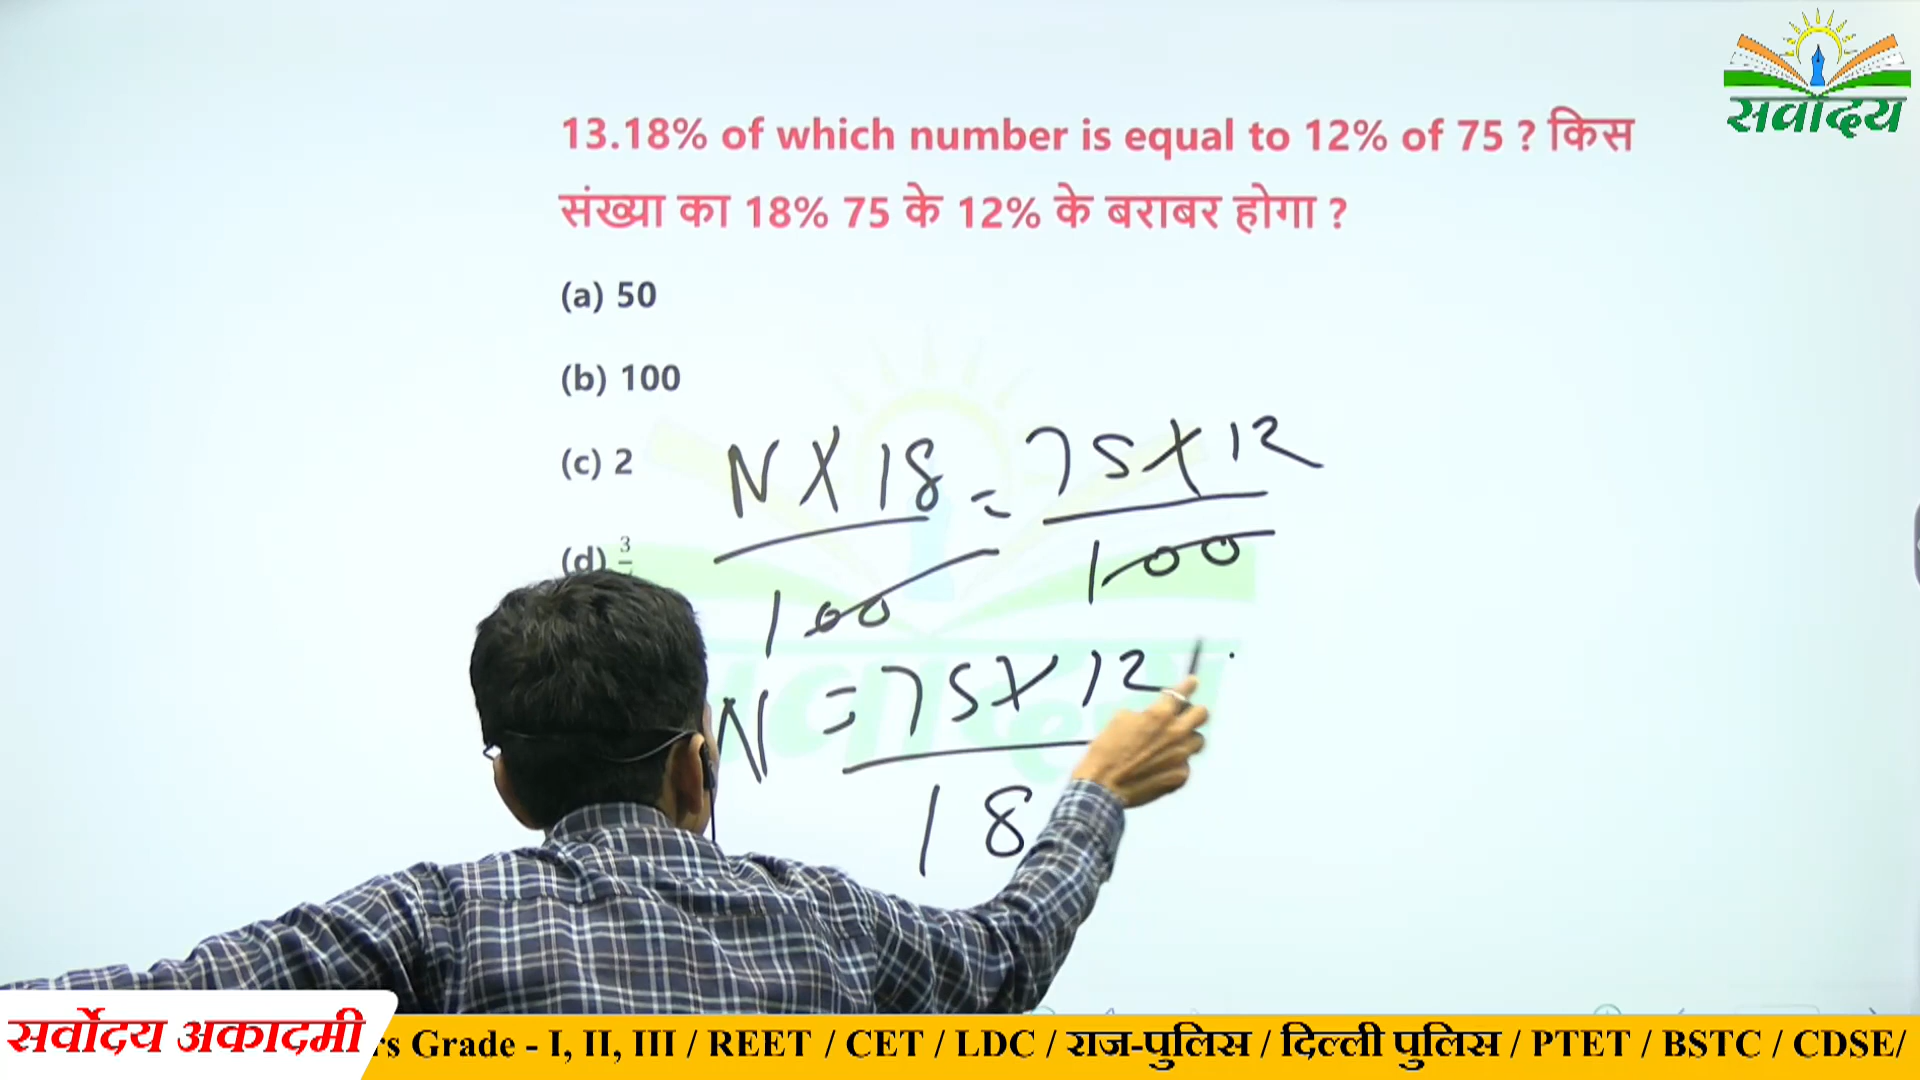 सर्वोदय
13.18% of which number is equal to 12% of 75 ? किस
संख्या का 18% 75 के 12% के बराबर होगा ?
(a) 50
(b) 100
(c) 2
(d) 3
N X 18 = 75 X 12
100 100
N = 75 X 12
18
सर्वोदय अकादमी
rs Grade - I, II, III / REET / CET / LDC / राज-पुलिस / दिल्ली पुलिस / PTET / BSTC / CDSE/